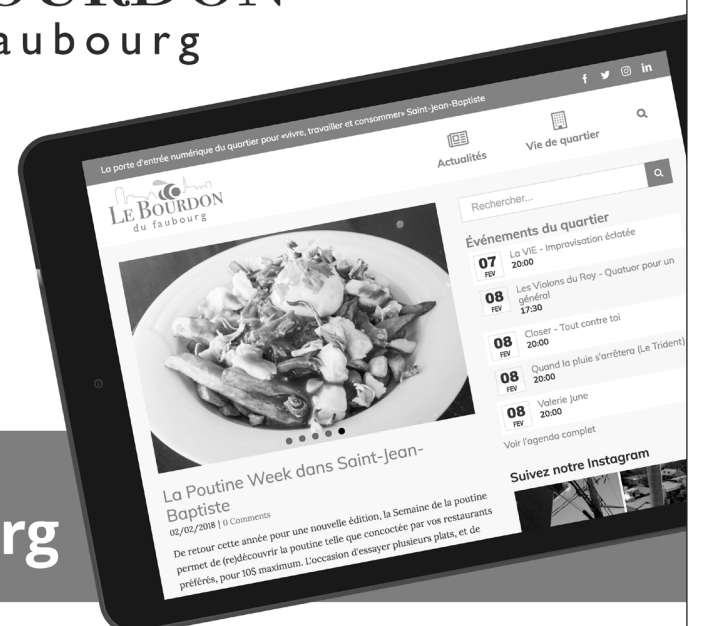 OURDON
aubourg
La porte d'entrée numérique du quartier pour «vivre, travailler et consommer» Saint-Jean-Baptiste
Actualités
Vie de quartier
LE BOURDON
du faubourg
Rechercher...
Événements du quartier
07
FEV
La VIE - Improvisation éclatée
20:00
08
FEV
Les Violons du Roy - Quatuor pour un
général
17:30
08
FEV
Closer - Tout contre toi
20:00
08
FEV
Quand la pluie s'arrêtera (Le Trident)
20:00
08
FEV
Valerie June
20:00
Voir l'agenda complet
Suivez notre Instagram
La Poutine Week dans Saint-Jean-
Baptiste
02/02/2018 | 0 Comments
De retour cette année pour une nouvelle édition, la Semaine de la poutine
permet de (re)découvrir la poutine telle que concoctée par vos restaurants
préférés, pour 10$ maximum. L'occasion d'essayer plusieurs plats, et de
rg